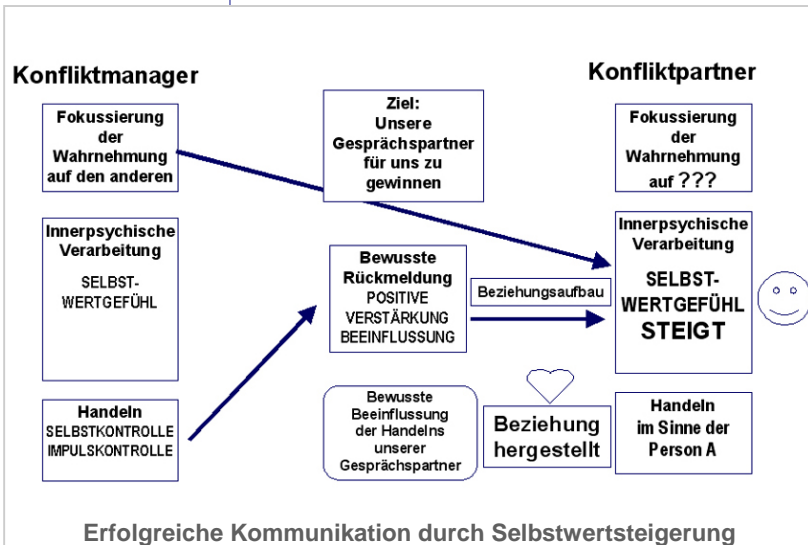 Konfliktmanager
Konfliktpartner
Fokussierung
der
Wahrnehmung
auf den anderen
Ziel:
Unsere
Gesprächspartner
für uns zu
gewinnen
Fokussierung
der
Wahrnehmung
auf ???
Innerpsychische
Verarbeitung
SELBST-
WERTGEFÜHL
Bewusste
Rückmeldung
POSITIVE
VERSTÄRKUNG
BEEINFLUSSUNG
Beziehungsaufbau
Innerpsychische
Verarbeitung
SELBST-
WERTGEFÜHL
STEIGT
Handeln
SELBSTKONTROLLE
IMPULSKONTROLLE
Bewusste
Beeinflussung
der Handelns
unserer
Gesprächspartner
Beziehung
hergestellt
Handeln
im Sinne der
Person A
Erfolgreiche Kommunikation durch Selbstwertsteigerung